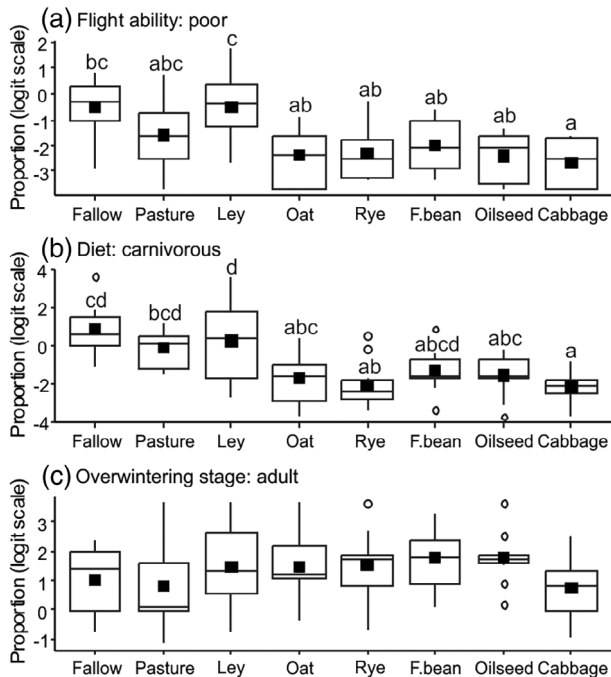 (a) Flight ability: poor
Proportion (logit scale)
2
1
0
-1
-2
-3
bc
abc
c
ab
ab
ab
ab
a
Fallow Pasture Ley Oat Rye F.bean Oilseed Cabbage
(b) Diet: carnivorous
Proportion (logit scale)
4
2
0
-2
-4
cd
bcd
d
abc
ab
abcd
abc
a
Fallow Pasture Ley Oat Rye F.bean Oilseed Cabbage
(c) Overwintering stage: adult
Proportion (logit scale)
3
2
1
0
-1
Fallow Pasture Ley Oat Rye F.bean Oilseed Cabbage